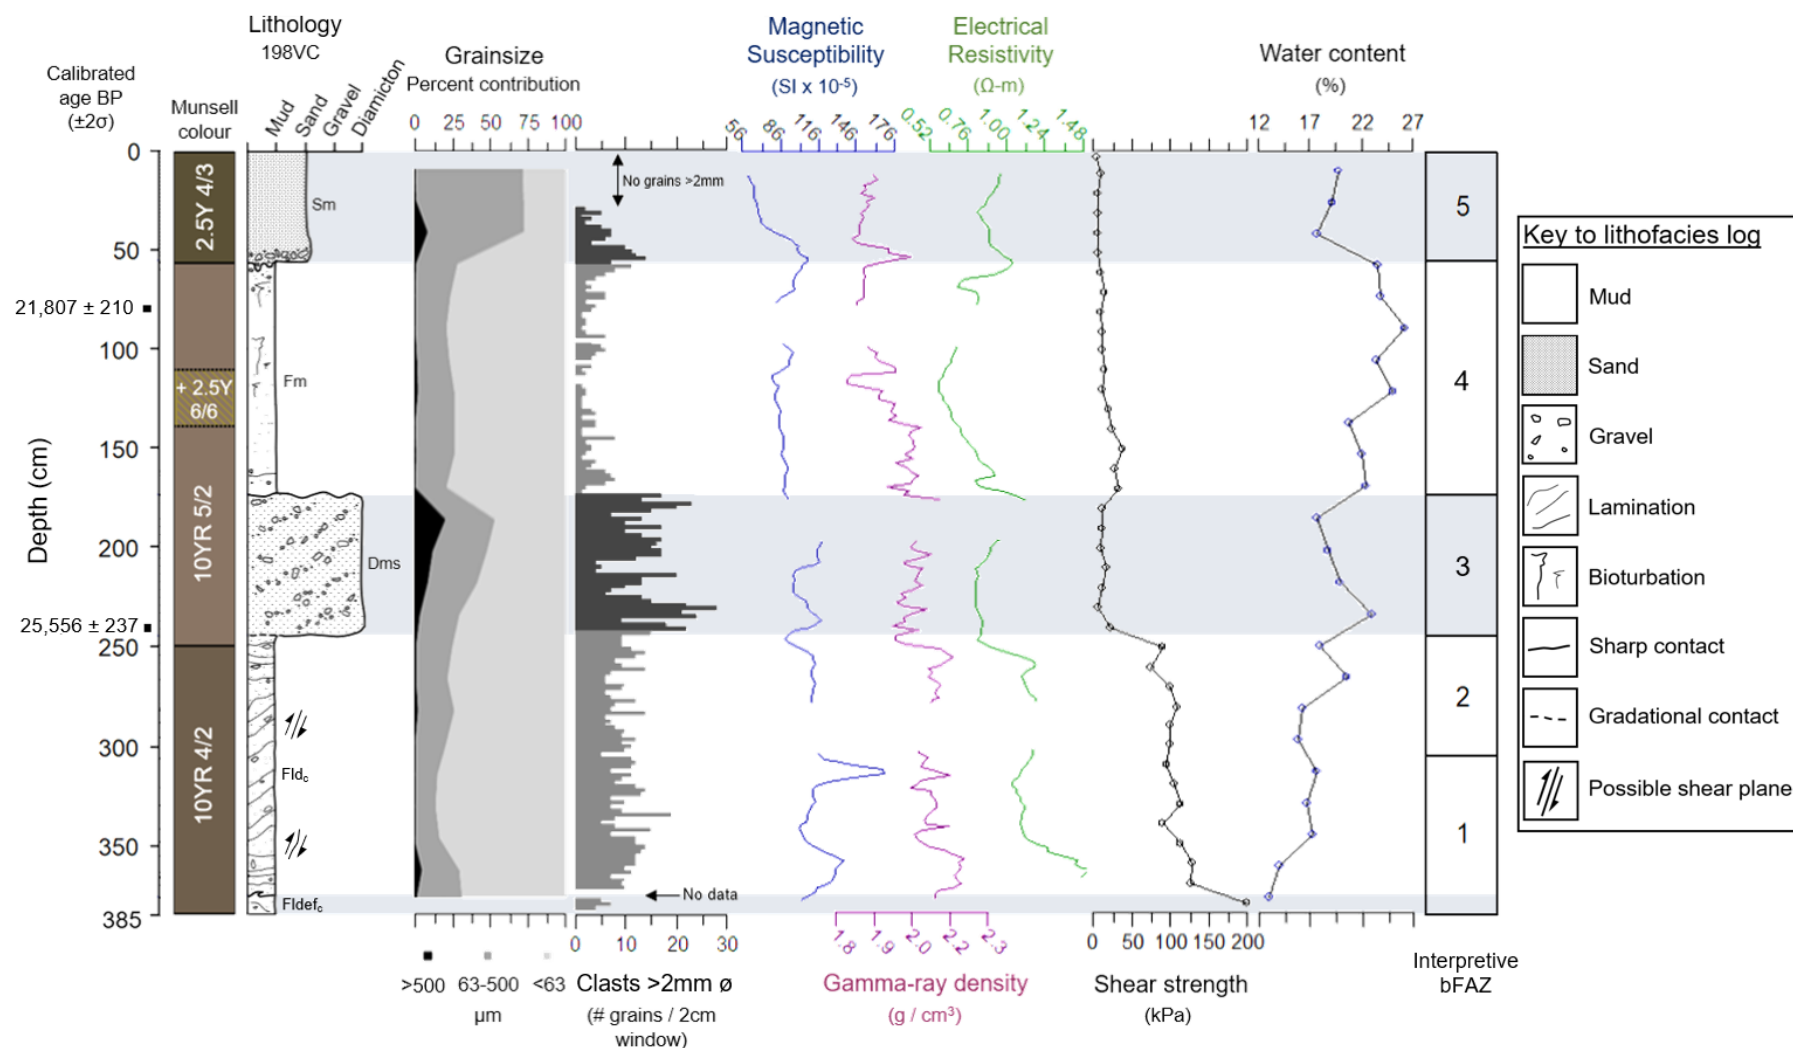 Lithology
198VC
Calibrated
age BP
(±2σ)
Munsell
colour
Mud
Sand
Gravel
Diamicton
Grainsize
Percent contribution
0 25 50 75 100
Magnetic
Susceptibility
(SI x 10⁻⁵)
56 86 116 146 176
Electrical
Resistivity
(Ω-m)
0.52 0.76 1.00 1.24 1.48
Water content
(%)
12 17 22 27
Depth (cm)
0
50
100
150
200
250
300
350
385
21,807 ± 210
25,556 ± 237
2.5Y 4/3
+ 2.5Y
6/6
10YR 5/2
10YR 4/2
Sm
Fm
Dms
Fld꜀
Fldef꜀
No grains >2mm
No data
5
4
3
2
1
Key to lithofacies log
Mud
Sand
Gravel
Lamination
Bioturbation
Sharp contact
Gradational contact
Possible shear plane
>500 63-500 <63
µm
0 10 20 30
Clasts >2mm ø
(# grains / 2cm
window)
1.8 1.9 2.0 2.2 2.3
Gamma-ray density
(g / cm³)
0 50 100 150 200
Shear strength
(kPa)
Interpretive
bFAZ